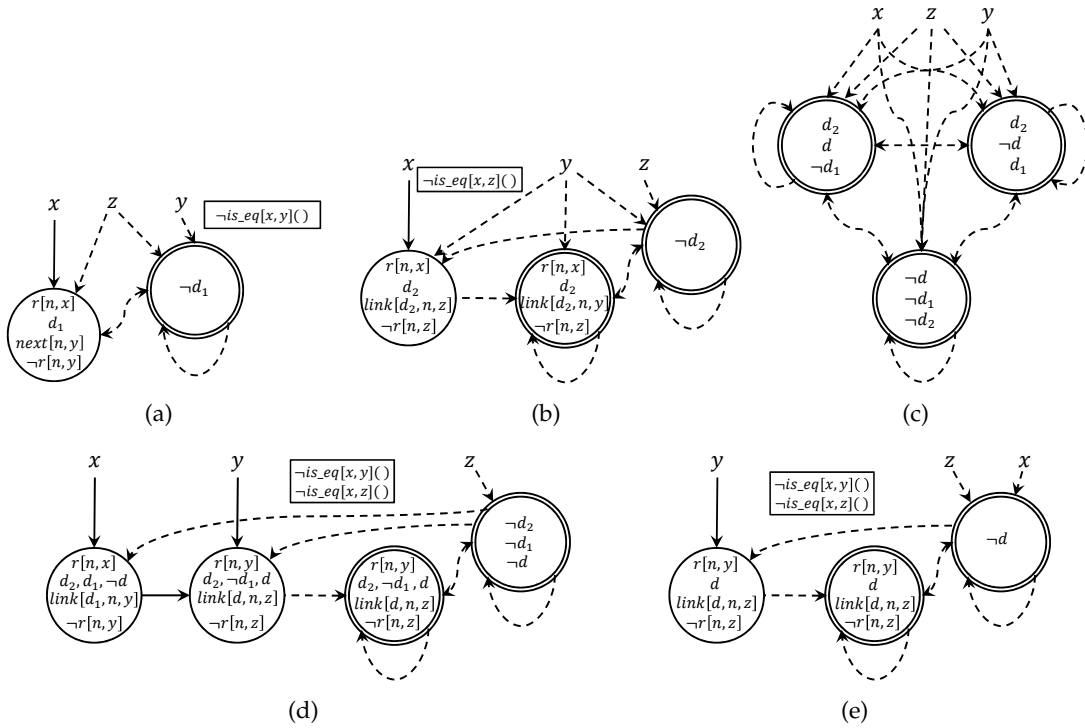 x
z
y
¬is_eq[x,y]()
r[n,x]
d₁
next[n,y]
¬r[n,y]
¬d₁
(a)
x
¬is_eq[x,z]()
y
z
r[n,x]
d₂
link[d₂,n,z]
¬r[n,z]
r[n,x]
d₂
link[d₂,n,y]
¬r[n,z]
¬d₂
(b)
x
z
y
d₂
d
¬d₁
d₂
¬d
d₁
¬d
¬d₁
¬d₂
(c)
x
y
¬is_eq[x,y]()
¬is_eq[x,z]()
z
r[n,x]
d₂,d₁,¬d
link[d₁,n,y]
¬r[n,y]
r[n,y]
d₂,¬d₁,d
link[d,n,z]
¬r[n,z]
r[n,y]
d₂,¬d₁,d
link[d,n,z]
¬r[n,z]
¬d₂
¬d₁
¬d
(d)
y
¬is_eq[x,y]()
¬is_eq[x,z]()
z
x
r[n,y]
d
link[d,n,z]
¬r[n,z]
r[n,y]
d
link[d,n,z]
¬r[n,z]
¬d
(e)